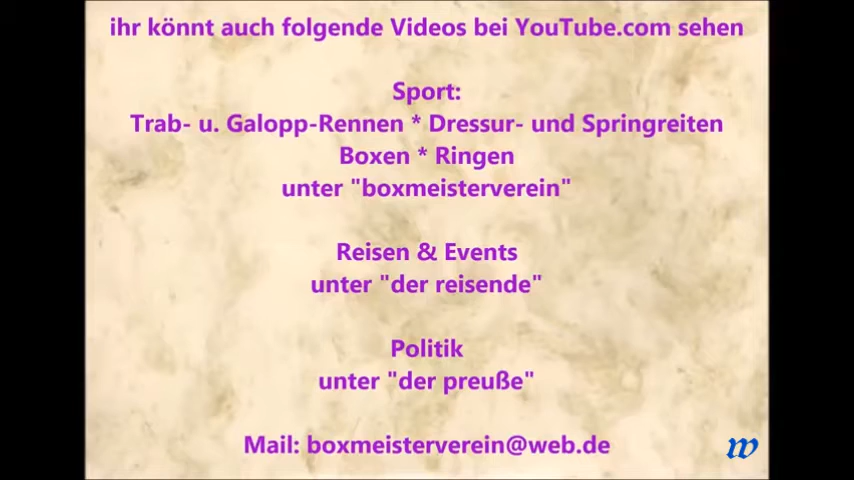 ihr könnt auch folgende Videos bei YouTube.com sehen
Sport:
Trab- u. Galopp-Rennen * Dressur- und Springreiten
Boxen * Ringen
unter "boxmeisterverein"
Reisen & Events
unter "der reisende"
Politik
unter "der preuße"
Mail: boxmeisterverein@web.de
w